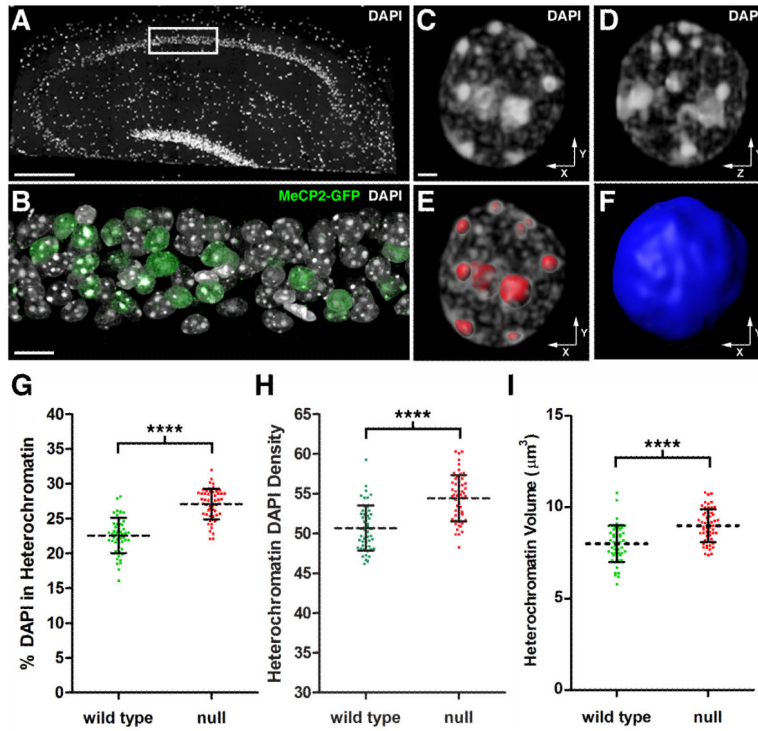 A DAPI
B MeCP2-GFP DAPI
C DAPI
Y
X
D DAPI
Y
Z
E
Y
X
F
Y
X
G
% DAPI in Heterochromatin
40
35
30
25
20
15
10
5
0
****
wild type null
H
Heterochromatin DAPI Density
65
60
55
50
45
40
35
30
****
wild type null
I
Heterochromatin Volume (μm³)
15
10
5
0
****
wild type null